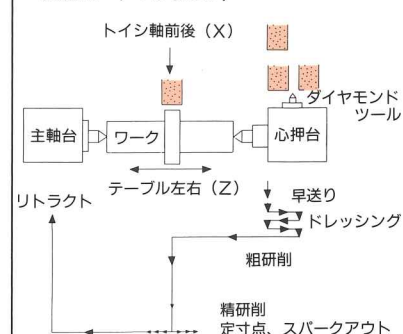 トイシ軸前後（X）
ダイヤモンド
ツール
主軸台
ワーク
心押台
テーブル左右（Z）
リトラクト
早送り
ドレッシング
粗研削
精研削
定寸点、スパークアウト